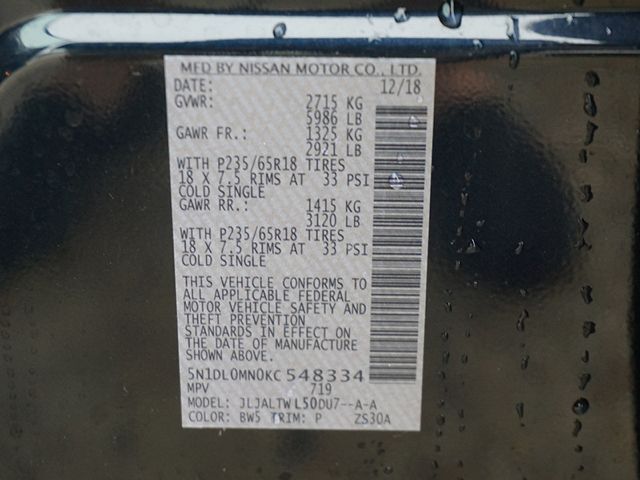 MFD BY NISSAN MOTOR CO., LTD.
DATE: 12/18
GVWR: 2715 KG
5986 LB
GAWR FR.: 1325 KG
2921 LB
WITH P235/65R18 TIRES
18 X 7.5 RIMS AT 33 PSI
COLD SINGLE
GAWR RR.: 1415 KG
3120 LB
WITH P235/65R18 TIRES
18 X 7.5 RIMS AT 33 PSI
COLD SINGLE
THIS VEHICLE CONFORMS TO
ALL APPLICABLE FEDERAL
MOTOR VEHICLE SAFETY AND
THEFT PREVENTION
STANDARDS IN EFFECT ON
THE DATE OF MANUFACTURE
SHOWN ABOVE.
5N1DL0MN0KC548334
MPV 719
MODEL: JLJALTWL50DU7--A-A
COLOR: BW5 TRIM: P ZS30A